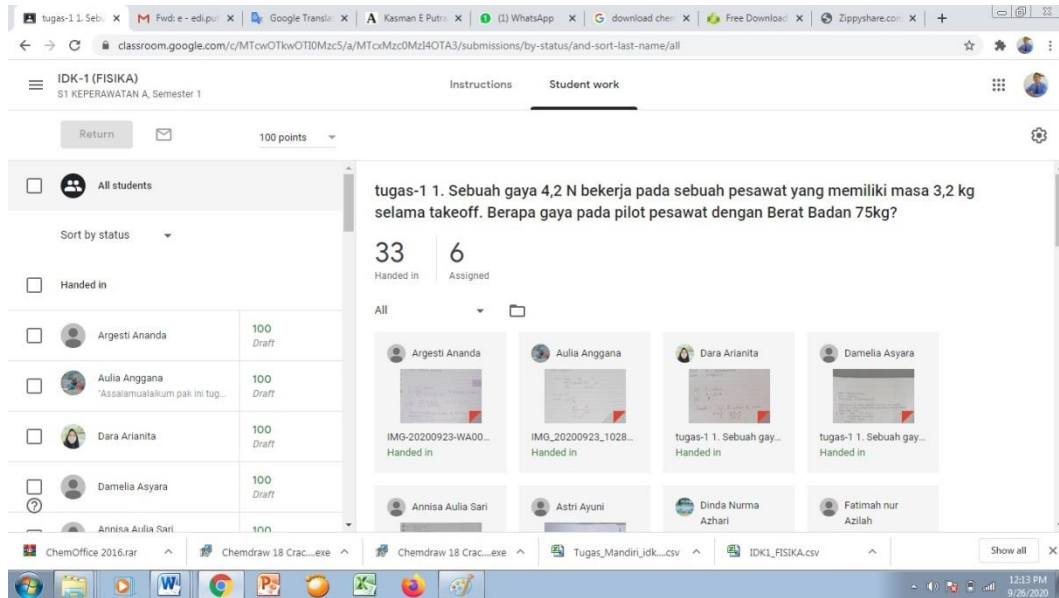 tugas-1 1. Sebu
Fwd: e - edi.put
Google Translat
Kasman E Putra
(1) WhatsApp
G download chem
Free Download
Zippyshare.com
classroom.google.com/c/MTcwOTkwOTI0Mzc5/a/MTcxMzc0MzI4OTA3/submissions/by-status/and-sort-last-name/all
IDK-1 (FISIKA)
S1 KEPERAWATAN A, Semester 1
Instructions
Student work
Return
100 points
All students
Sort by status
Handed in
Argesti Ananda
100
Draft
Aulia Anggana
"Assalamualaikum pak ini tug...
100
Draft
Dara Arianita
100
Draft
Damelia Asyara
100
Draft
Annisa Aulia Sari
100
tugas-1 1. Sebuah gaya 4,2 N bekerja pada sebuah pesawat yang memiliki masa 3,2 kg
selama takeoff. Berapa gaya pada pilot pesawat dengan Berat Badan 75kg?
33
Handed in
6
Assigned
All
Argesti Ananda
IMG-20200923-WA00...
Handed in
Aulia Anggana
IMG_20200923_1028...
Handed in
Dara Arianita
tugas-1 1. Sebuah gay...
Handed in
Damelia Asyara
tugas-1 1. Sebuah gay...
Handed in
Annisa Aulia Sari
Astri Ayuni
Dinda Nurma
Azhari
Fatimah nur
Azilah
ChemOffice 2016.rar
Chemdraw 18 Crac....exe
Chemdraw 18 Crac....exe
Tugas_Mandiri_idk....csv
IDK1_FISIKA.csv
Show all
12:13 PM
9/26/2020